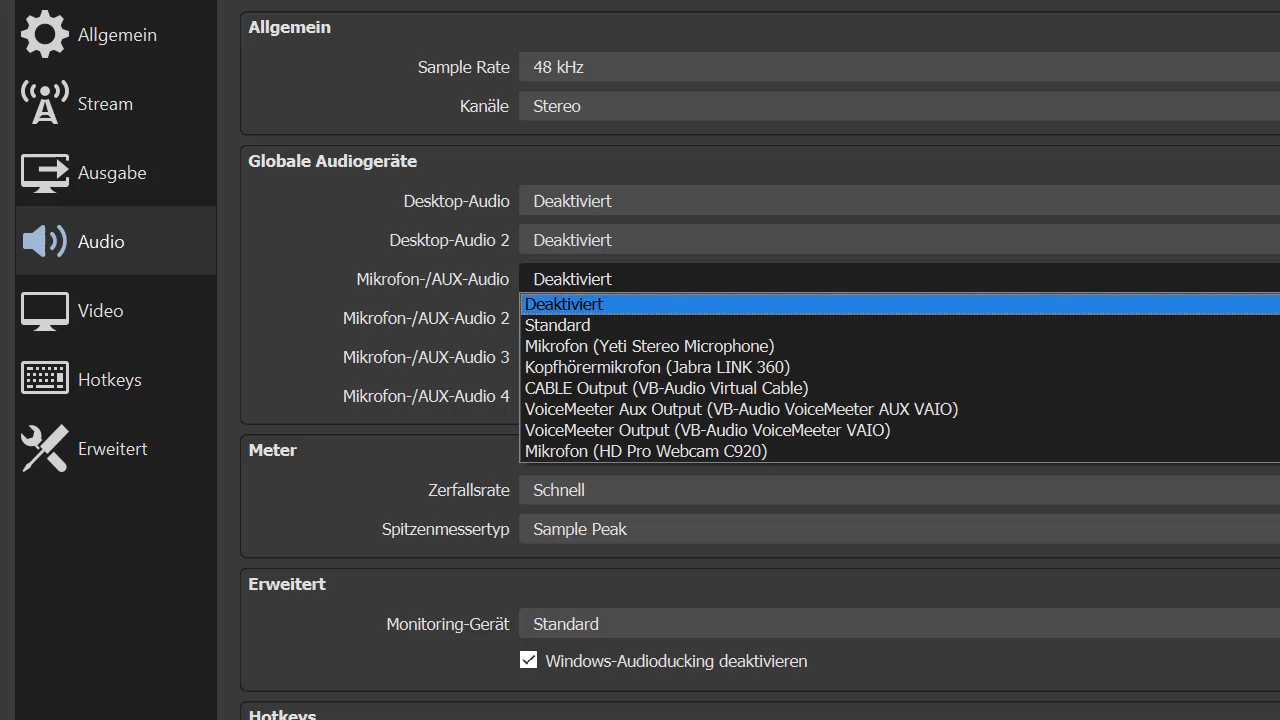 Allgemein
Stream
Ausgabe
Audio
Video
Hotkeys
Erweitert
Allgemein
Sample Rate 48 kHz
Kanäle Stereo
Globale Audiogeräte
Desktop-Audio Deaktiviert
Desktop-Audio 2 Deaktiviert
Mikrofon-/AUX-Audio Deaktiviert
Mikrofon-/AUX-Audio 2
Mikrofon-/AUX-Audio 3
Mikrofon-/AUX-Audio 4
Deaktiviert
Standard
Mikrofon (Yeti Stereo Microphone)
Kopfhörermikrofon (Jabra LINK 360)
CABLE Output (VB-Audio Virtual Cable)
VoiceMeeter Aux Output (VB-Audio VoiceMeeter AUX VAIO)
VoiceMeeter Output (VB-Audio VoiceMeeter VAIO)
Mikrofon (HD Pro Webcam C920)
Meter
Zerfallsrate Schnell
Spitzenmessertyp Sample Peak
Erweitert
Monitoring-Gerät Standard
Windows-Audioducking deaktivieren
Hotkeys